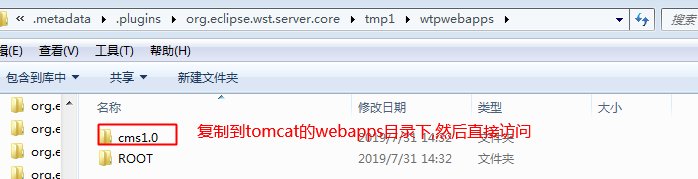 « .metadata ▸ .plugins ▸ org.eclipse.wst.server.core ▸ tmp1 ▸ wtpwebapps ▸
搜索
(E) 查看(V) 工具(T) 帮助(H)
包含到库中 ▼ 共享 ▼ 新建文件夹
名称 修改日期 类型 大小
org.e
org.e
org.e
org.e
cms1.0 2019/7/31 14:32 文件夹
复制到tomcat的webapps目录下,然后直接访问
ROOT 2019/7/31 14:32 文件夹